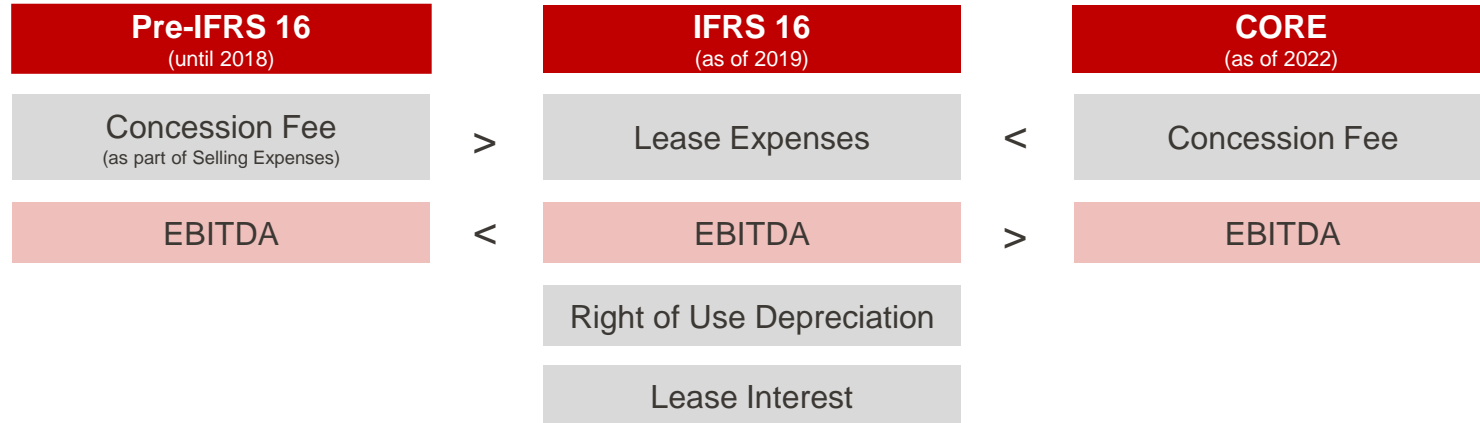 Pre-IFRS 16
(until 2018)
IFRS 16
(as of 2019)
CORE
(as of 2022)
Concession Fee
(as part of Selling Expenses)
>
Lease Expenses
<
Concession Fee
EBITDA
<
EBITDA
>
EBITDA
Right of Use Depreciation
Lease Interest